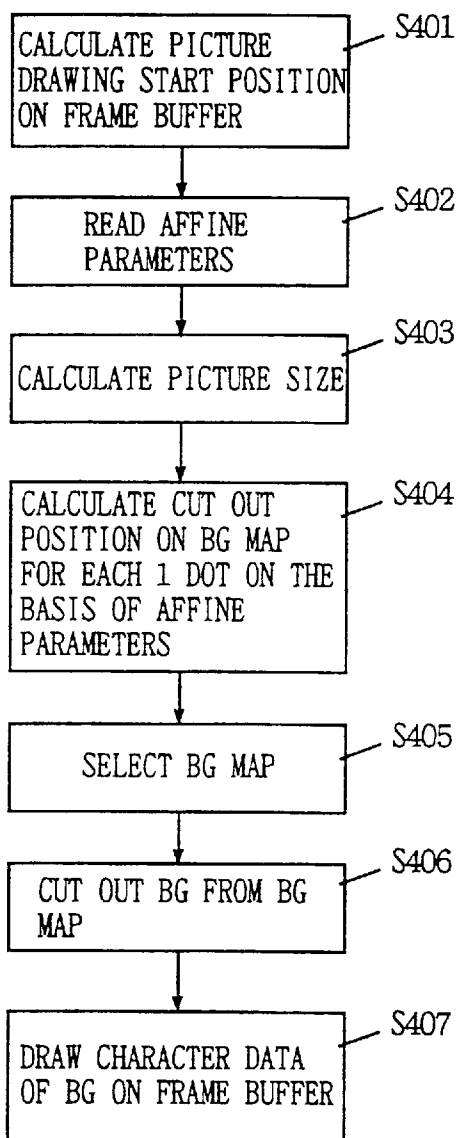 CALCULATE PICTURE
DRAWING START POSITION
ON FRAME BUFFER
S401
READ AFFINE
PARAMETERS
S402
CALCULATE PICTURE SIZE
S403
CALCULATE CUT OUT
POSITION ON BG MAP
FOR EACH 1 DOT ON THE
BASIS OF AFFINE
PARAMETERS
S404
SELECT BG MAP
S405
CUT OUT BG FROM BG
MAP
S406
DRAW CHARACTER DATA
OF BG ON FRAME BUFFER
S407